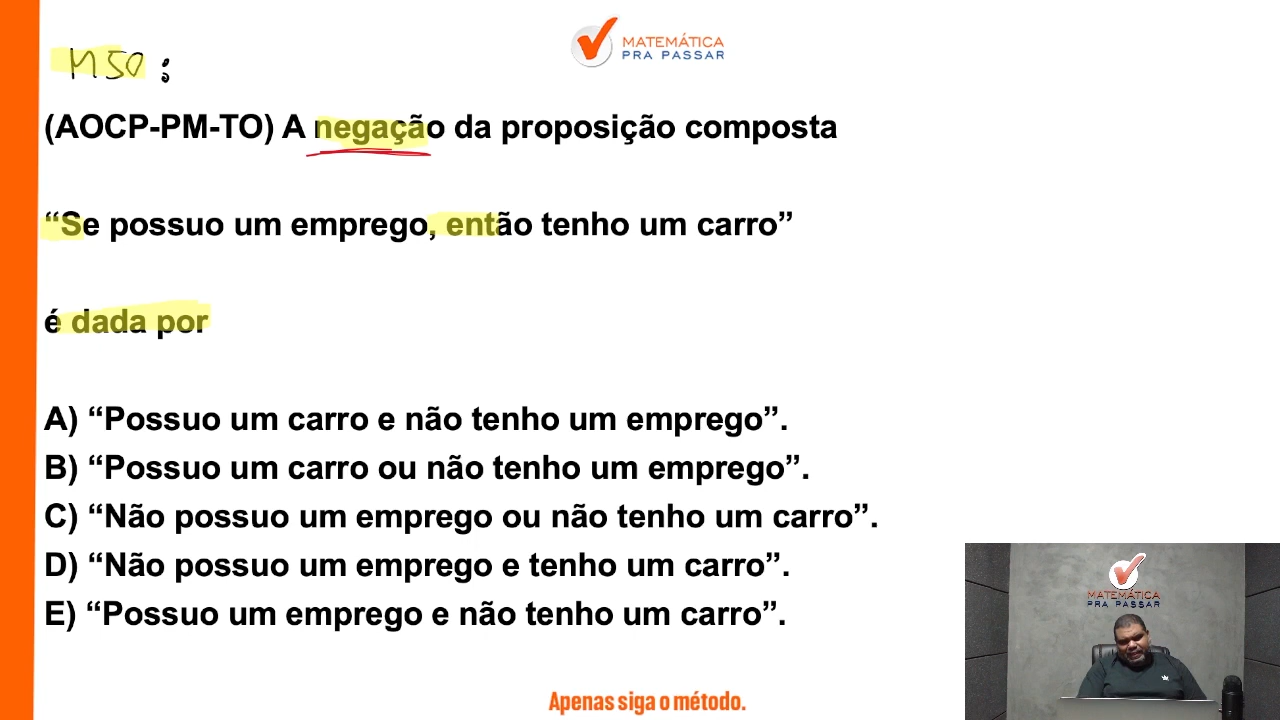 MATEMÁTICA
PRA PASSAR
M50:
(AOCP-PM-TO) A negação da proposição composta
“Se possuo um emprego, então tenho um carro”
é dada por
A) “Possuo um carro e não tenho um emprego”.
B) “Possuo um carro ou não tenho um emprego”.
C) “Não possuo um emprego ou não tenho um carro”.
D) “Não possuo um emprego e tenho um carro”.
E) “Possuo um emprego e não tenho um carro”.
MATEMÁTICA
PRA PASSAR
Apenas siga o método.